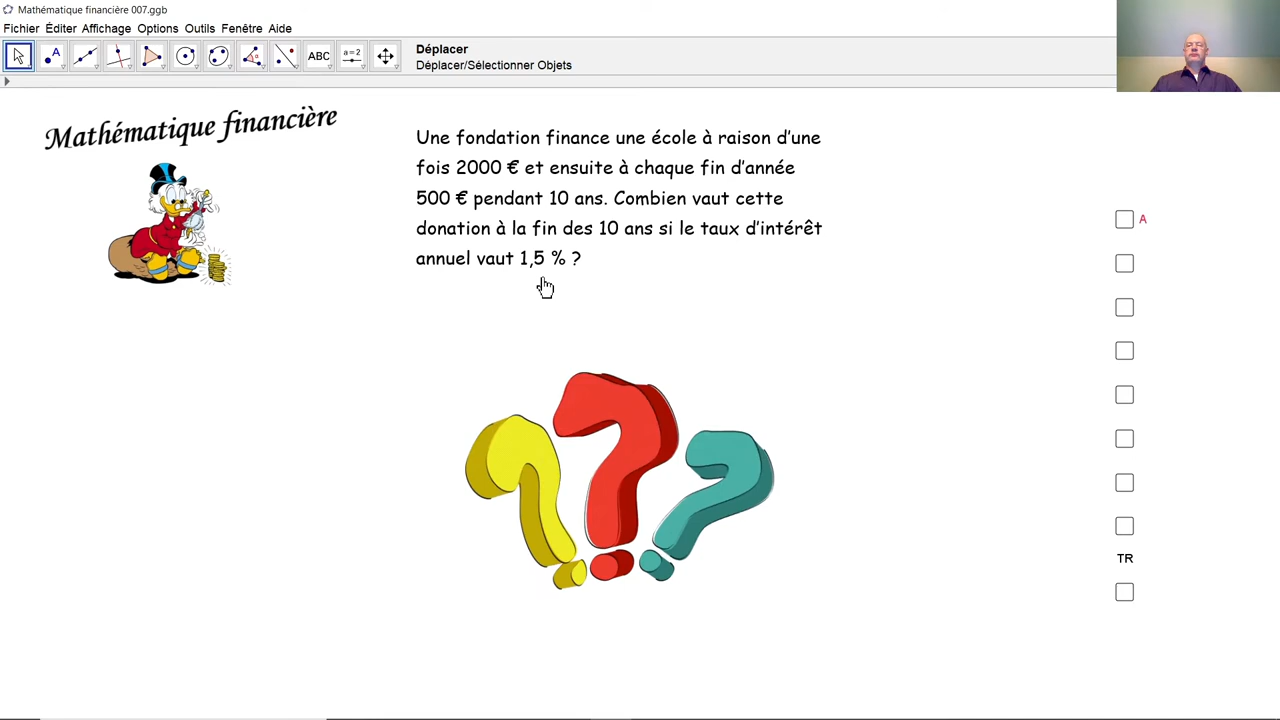 Mathématique financière 007.ggb
Fichier Éditer Affichage Options Outils Fenêtre Aide
A
ABC
a=2
Déplacer
Déplacer/Sélectionner Objets
Mathématique financière
Une fondation finance une école à raison d’une
fois 2000 € et ensuite à chaque fin d’année
500 € pendant 10 ans. Combien vaut cette
donation à la fin des 10 ans si le taux d’intérêt
annuel vaut 1,5 % ?
A
TR